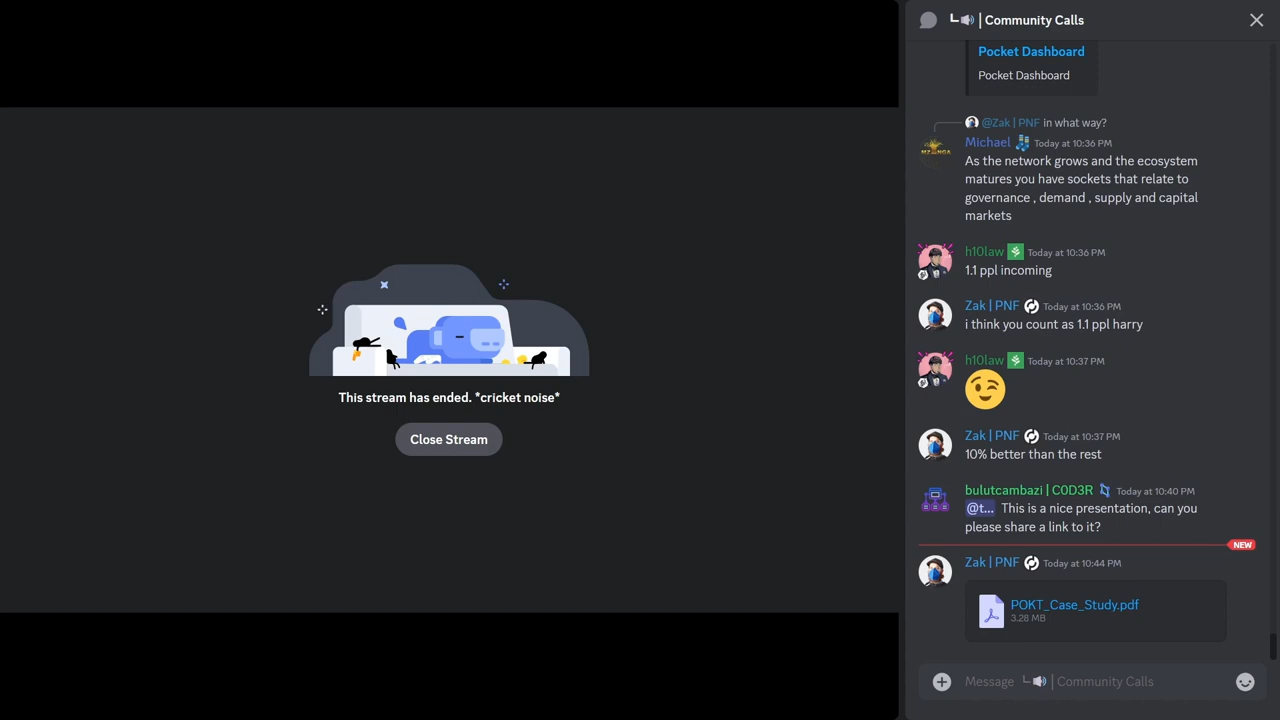 This stream has ended. *cricket noise*
Close Stream
Community Calls
Pocket Dashboard
Pocket Dashboard
@Zak | PNF in what way?
Michael Today at 10:36 PM
As the network grows and the ecosystem
matures you have sockets that relate to
governance , demand , supply and capital
markets
h10law Today at 10:36 PM
1.1 ppl incoming
Zak | PNF Today at 10:36 PM
i think you count as 1.1 ppl harry
h10law Today at 10:37 PM
Zak | PNF Today at 10:37 PM
10% better than the rest
bulutcambazi | C0D3R Today at 10:40 PM
@t... This is a nice presentation, can you
please share a link to it?
NEW
Zak | PNF Today at 10:44 PM
POKT_Case_Study.pdf
3.28 MB
Message Community Calls